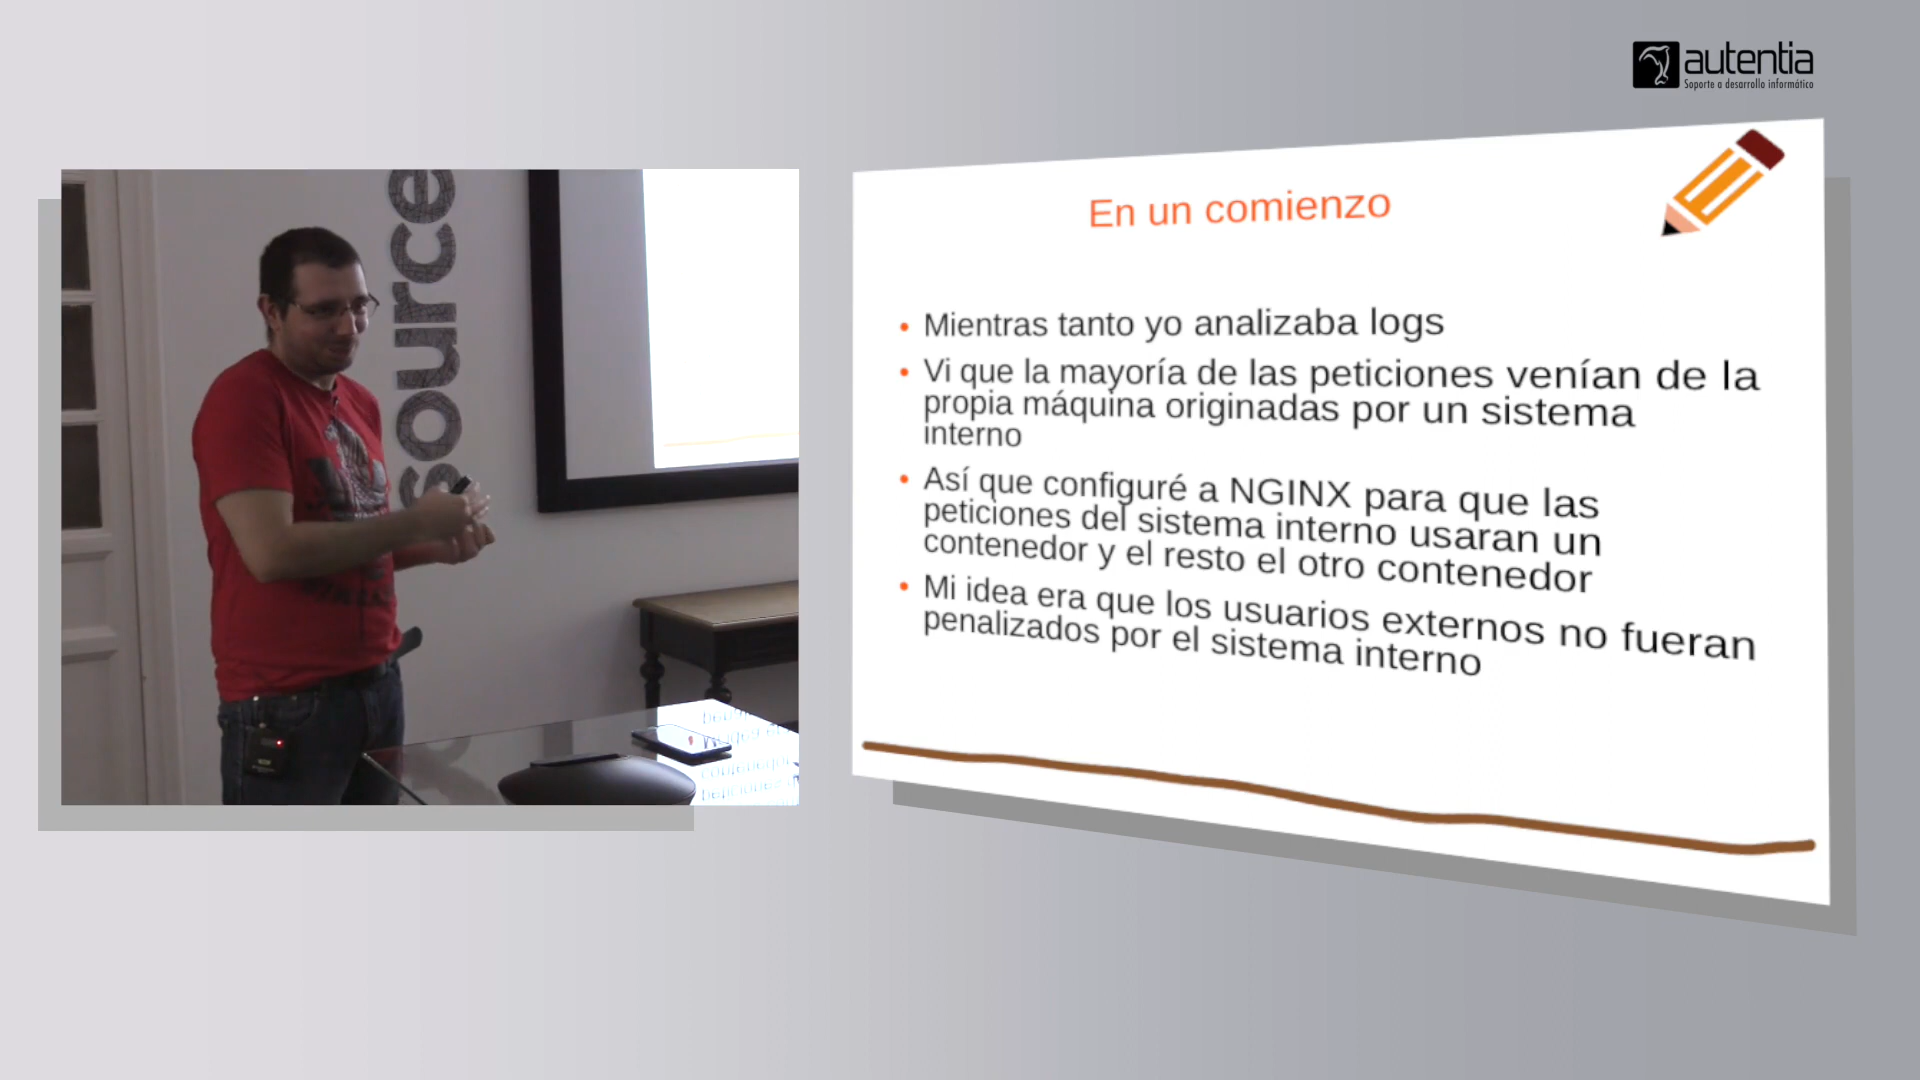 autentia
Soporte a desarrollo informático
source
En un comienzo
Mientras tanto yo analizaba logs
Vi que la mayoría de las peticiones venían de la
propia máquina originadas por un sistema
interno
Así que configuré a NGINX para que las
peticiones del sistema interno usaran un
contenedor y el resto el otro contenedor
Mi idea era que los usuarios externos no fueran
penalizados por el sistema interno